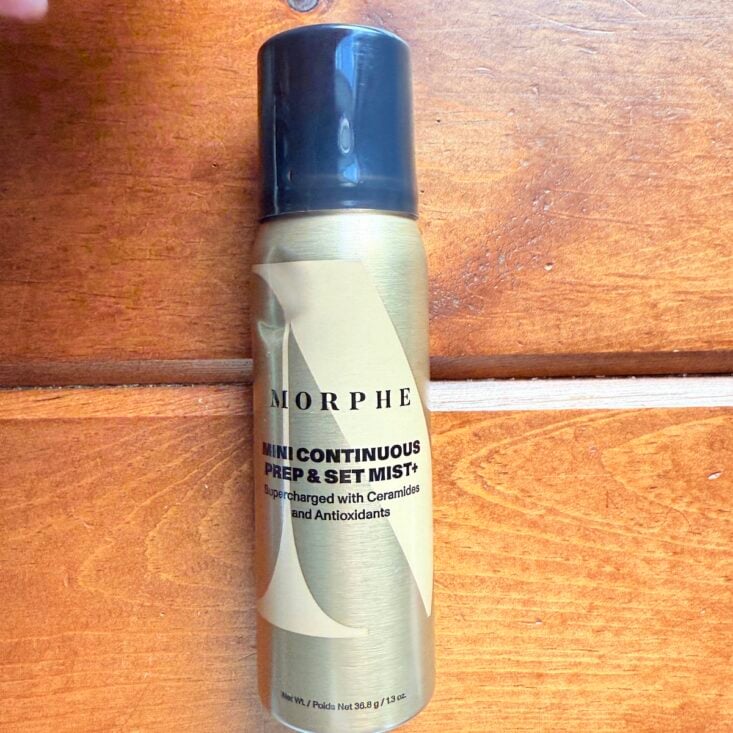 MORPHE
MINI CONTINUOUS
PREP & SET MIST+
Supercharged with Ceramides
and Antioxidants
Net Wt. / Poids Net 36.8 g / 1.3 oz.